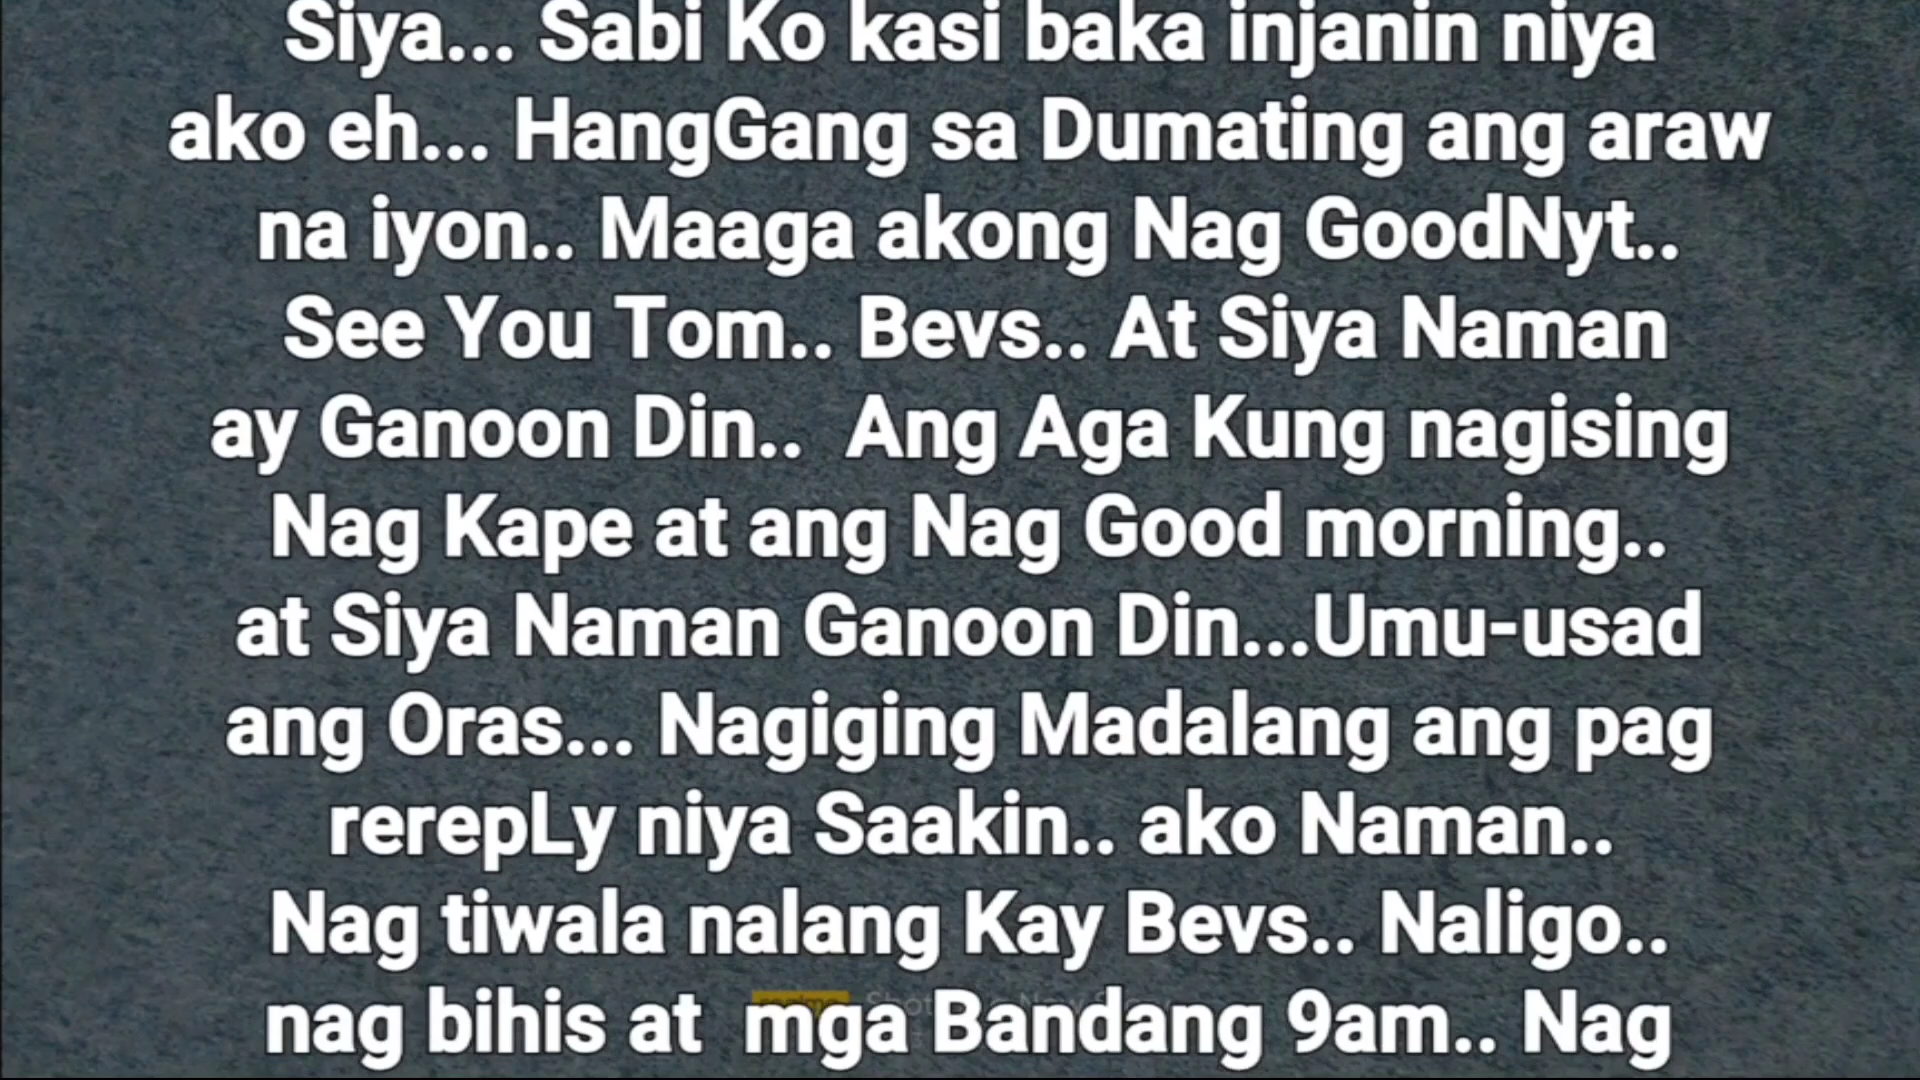 Siya... Sabi Ko kasi baka injanin niya
ako eh... HangGang sa Dumating ang araw
na iyon.. Maaga akong Nag GoodNyt..
See You Tom.. Bevs.. At Siya Naman
ay Ganoon Din..  Ang Aga Kung nagising
Nag Kape at ang Nag Good morning..
at Siya Naman Ganoon Din...Umu-usad
ang Oras... Nagiging Madalang ang pag
rerepLy niya Saakin.. ako Naman..
Nag tiwala nalang Kay Bevs.. Naligo..
nag bihis at  mga Bandang 9am.. Nag